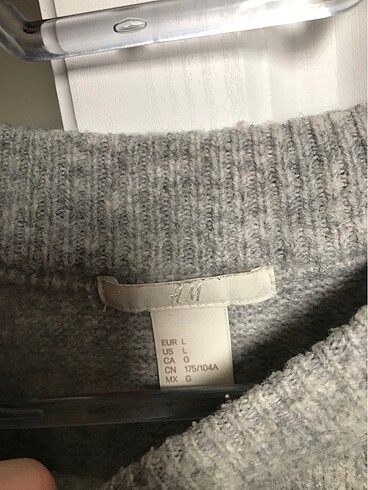 H&M
EUR L
US L
CA G
CN 175/104A
MX G